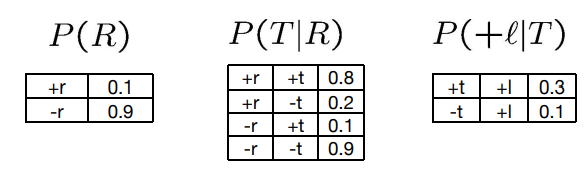 P(R)
+r 0.1
-r 0.9
P(T|R)
+r +t 0.8
+r -t 0.2
-r +t 0.1
-r -t 0.9
P(+ℓ|T)
+t +l 0.3
-t +l 0.1